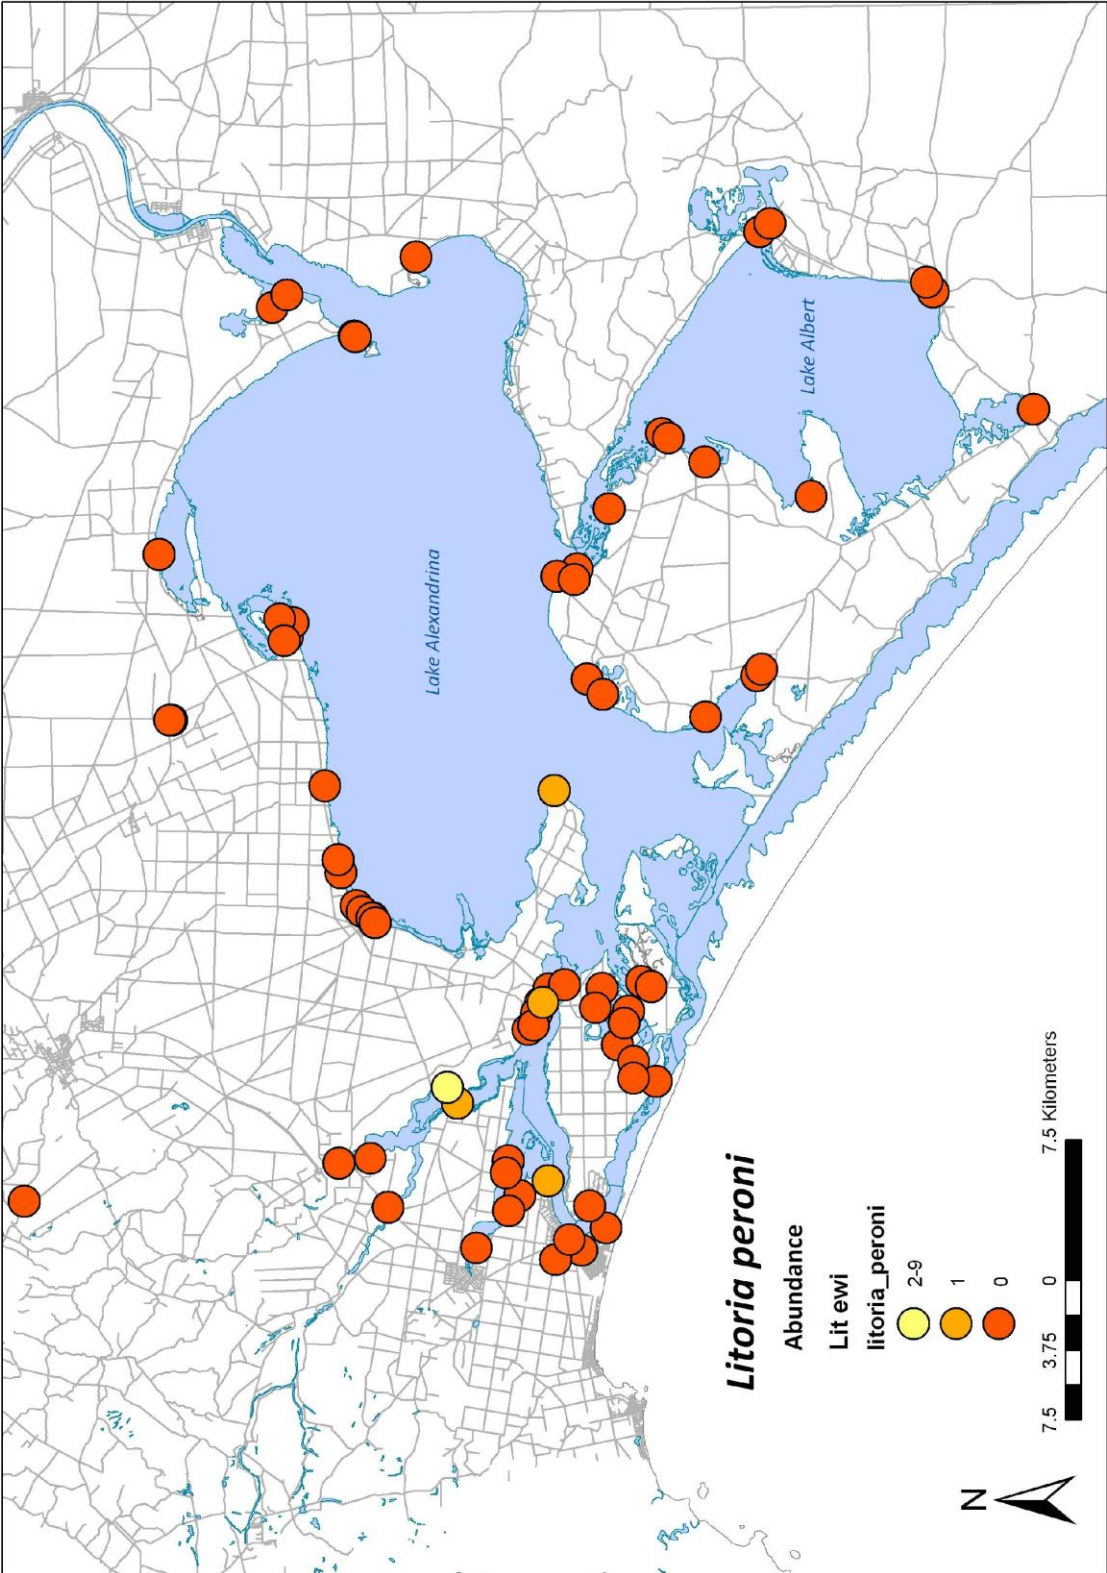 Lake Alexandrina
Lake Albert
Litoria peroni
Abundance
Lit ewi
litoria_peroni
2-9
1
0
N
7.5 3.75 0 7.5 Kilometers